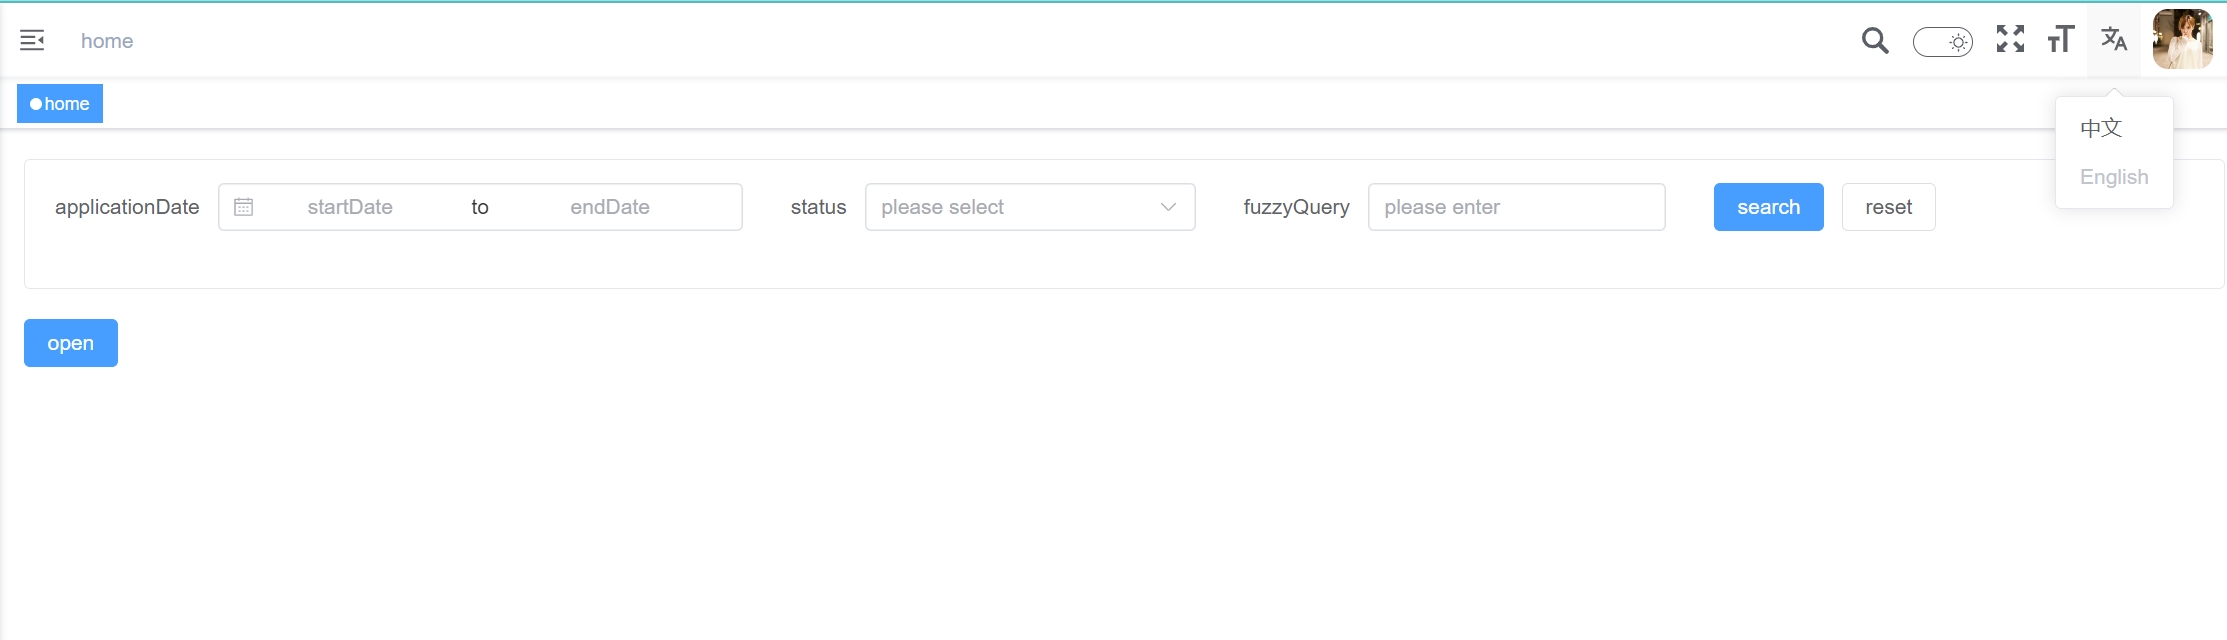 home
home
中文
English
applicationDate startDate to endDate status please select fuzzyQuery please enter search reset
open